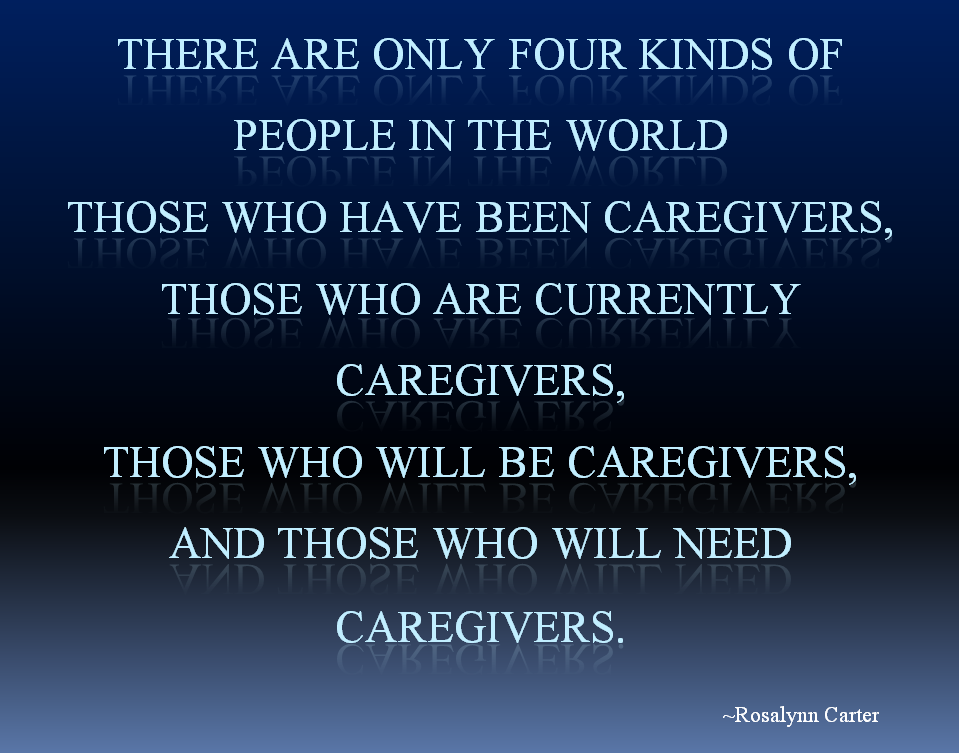 THERE ARE ONLY FOUR KINDS OF
PEOPLE IN THE WORLD
THOSE WHO HAVE BEEN CAREGIVERS,
THOSE WHO ARE CURRENTLY
CAREGIVERS,
THOSE WHO WILL BE CAREGIVERS,
AND THOSE WHO WILL NEED
CAREGIVERS.
~Rosalynn Carter